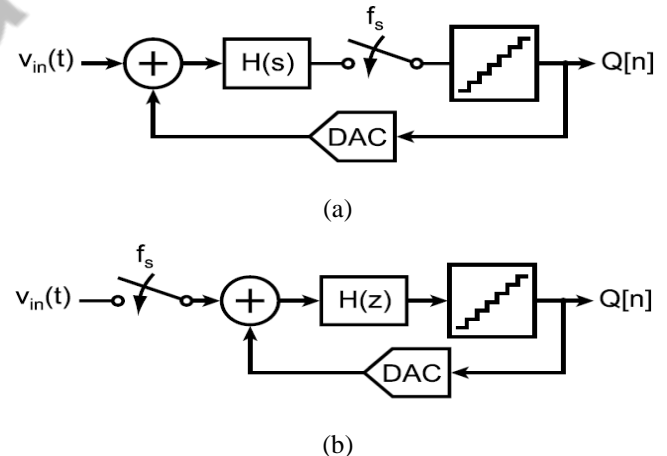 f_s
v_in(t) + H(s) Q[n]
DAC
(a)
f_s
v_in(t) + H(z) Q[n]
DAC
(b)